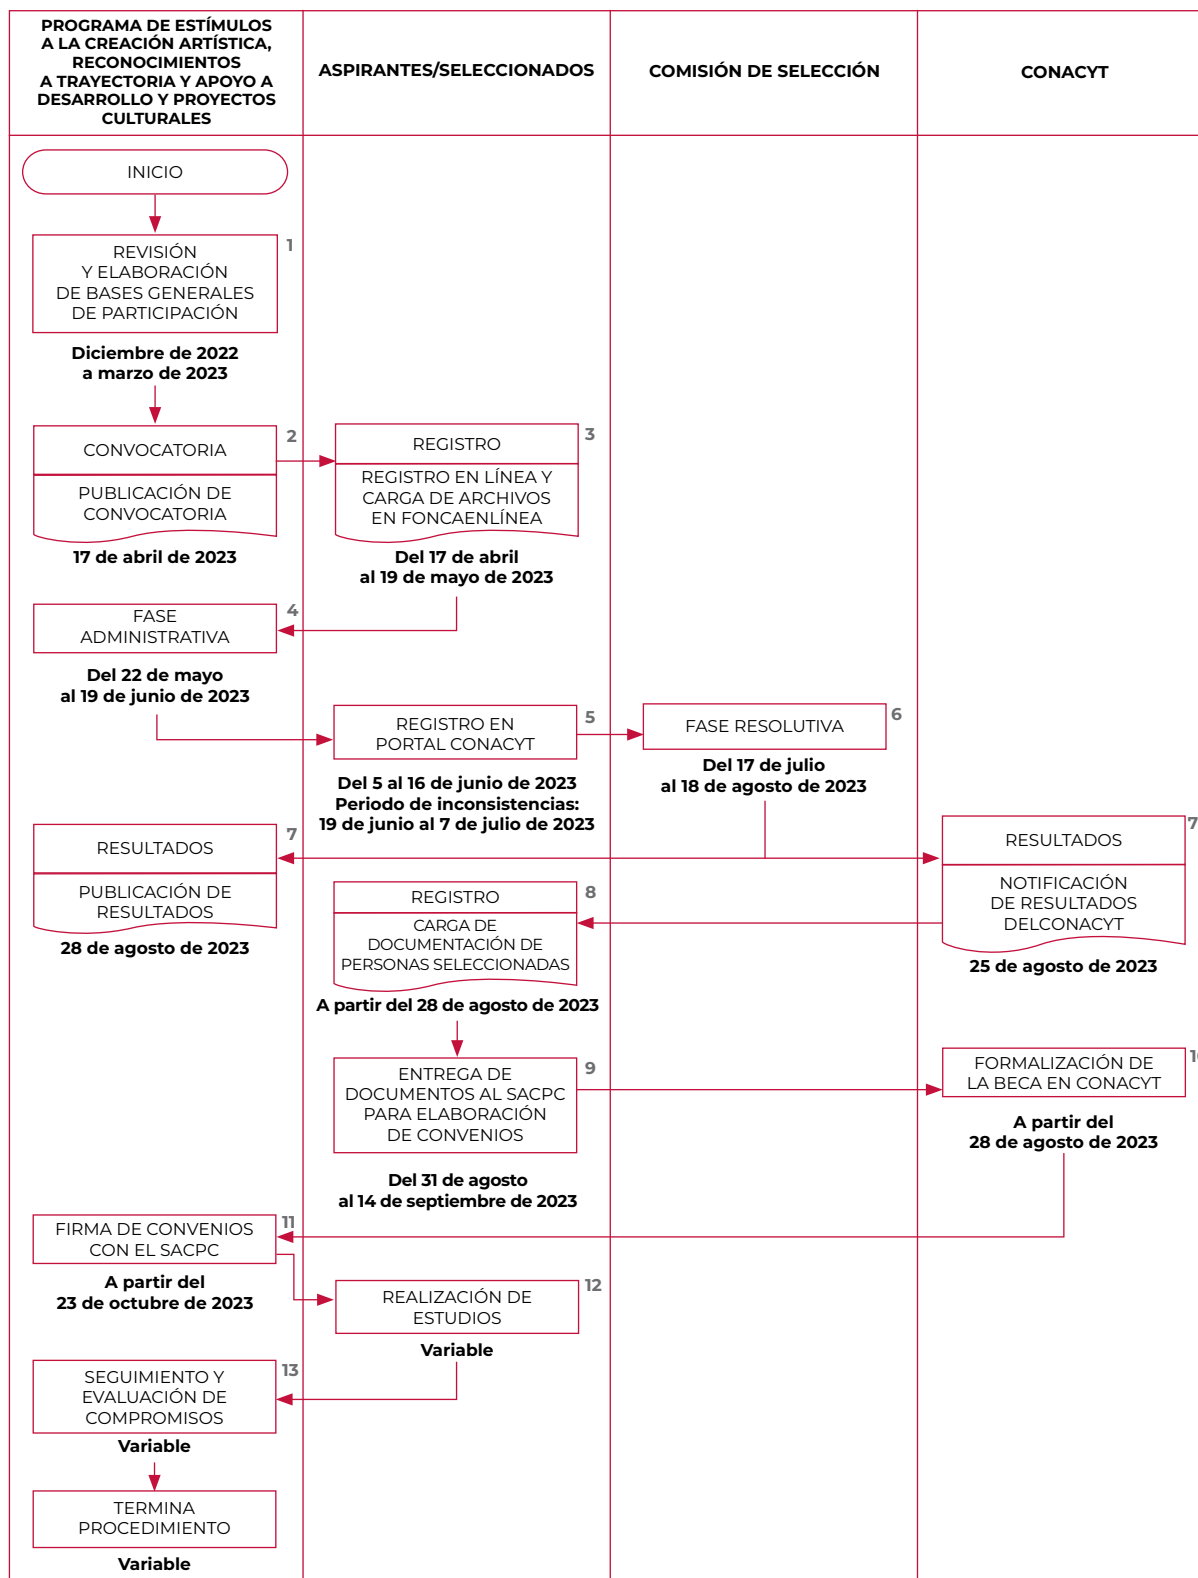 PROGRAMA DE ESTÍMULOS
A LA CREACIÓN ARTÍSTICA,
RECONOCIMIENTOS
A TRAYECTORIA Y APOYO A
DESARROLLO Y PROYECTOS
CULTURALES
ASPIRANTES/SELECCIONADOS
COMISIÓN DE SELECCIÓN
CONACYT
INICIO
1
REVISIÓN
Y ELABORACIÓN
DE BASES GENERALES
DE PARTICIPACIÓN
Diciembre de 2022
a marzo de 2023
2
CONVOCATORIA
PUBLICACIÓN DE
CONVOCATORIA
17 de abril de 2023
3
REGISTRO
REGISTRO EN LÍNEA Y
CARGA DE ARCHIVOS
EN FONCAENLÍNEA
Del 17 de abril
al 19 de mayo de 2023
4
FASE
ADMINISTRATIVA
Del 22 de mayo
al 19 de junio de 2023
5
REGISTRO EN
PORTAL CONACYT
Del 5 al 16 de junio de 2023
Periodo de inconsistencias:
19 de junio al 7 de julio de 2023
6
FASE RESOLUTIVA
Del 17 de julio
al 18 de agosto de 2023
7
RESULTADOS
PUBLICACIÓN DE
RESULTADOS
28 de agosto de 2023
7
RESULTADOS
NOTIFICACIÓN
DE RESULTADOS
DELCONACYT
25 de agosto de 2023
8
REGISTRO
CARGA DE
DOCUMENTACIÓN DE
PERSONAS SELECCIONADAS
A partir del 28 de agosto de 2023
9
ENTREGA DE
DOCUMENTOS AL SACPC
PARA ELABORACIÓN
DE CONVENIOS
Del 31 de agosto
al 14 de septiembre de 2023
FORMALIZACIÓN DE
LA BECA EN CONACYT
A partir del
28 de agosto de 2023
11
FIRMA DE CONVENIOS
CON EL SACPC
A partir del
23 de octubre de 2023
12
REALIZACIÓN DE
ESTUDIOS
Variable
13
SEGUIMIENTO Y
EVALUACIÓN DE
COMPROMISOS
Variable
TERMINA
PROCEDIMIENTO
Variable